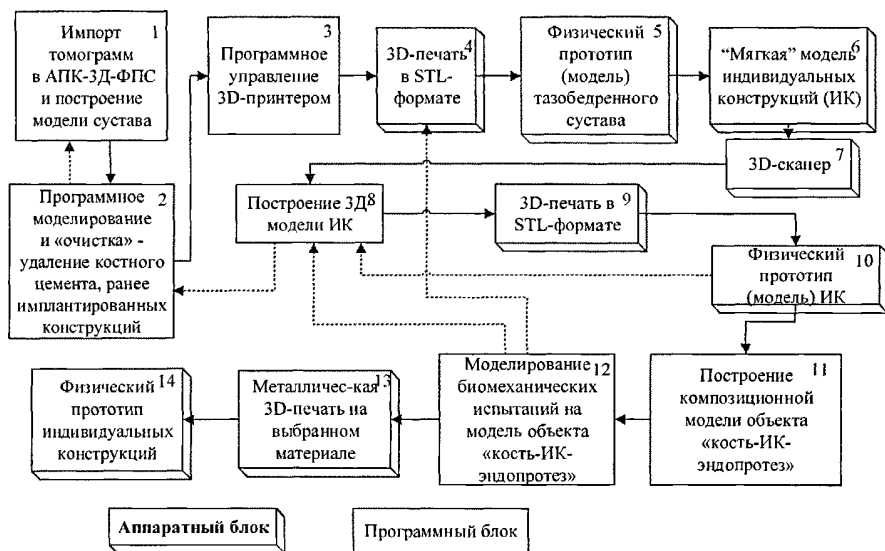 1
Импорт
томограмм
в АПК-3Д-ФПС
и построение
модели сустава
3
Программное
управление
3D-принтером
4
3D-печать
в STL-
формате
5
Физический
прототип
(модель)
тазобедренного
сустава
6
“Мягкая” модель
индивидуальных
конструкций (ИК)
7
3D-сканер
2
Программное
моделирование
и «очистка» -
удаление костного
цемента, ранее
имплантированных
конструкций
8
Построение 3Д
модели ИК
9
3D-печать в
STL-формате
10
Физический
прототип
(модель) ИК
14
Физический
прототип
индивидуальных
конструкций
13
Металличес-кая
3D-печать на
выбранном
материале
12
Моделирование
биомеханических
испытаний на
модель объекта
«кость-ИК-
эндопротез»
11
Построение
композиционной
модели объекта
«кость-ИК-
эндопротез»
Аппаратный блок
Программный блок